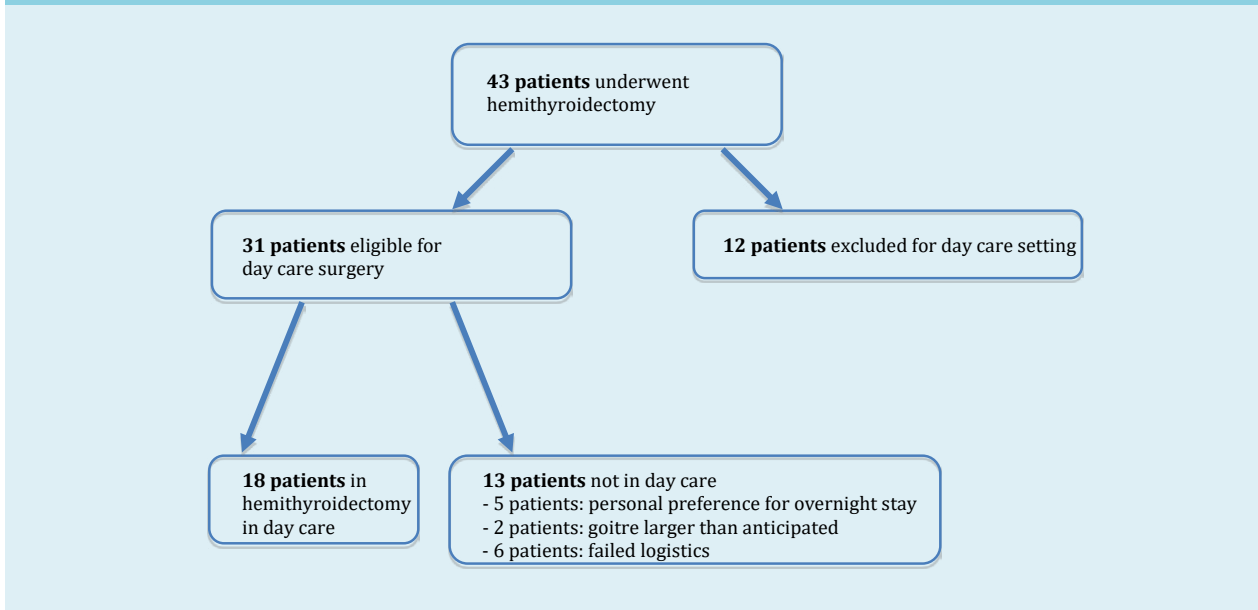 43 patients underwent
hemithyroidectomy
31 patients eligible for
day care surgery
12 patients excluded for day care setting
18 patients in
hemithyroidectomy
in day care
13 patients not in day care
- 5 patients: personal preference for overnight stay
- 2 patients: goitre larger than anticipated
- 6 patients: failed logistics